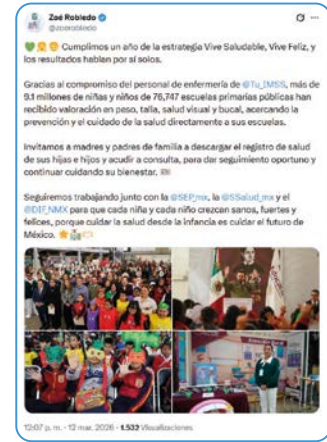 Zoé Robledo
@zoerobledo
Cumplimos un año de la estrategia Vive Saludable, Vive Feliz, y
los resultados hablan por sí solos.
Gracias al compromiso del personal de enfermería de @Tu_IMSS, más de
9.1 millones de niñas y niños de 76,747 escuelas primarias públicas han
recibido valoración en peso, talla, salud visual y bucal, acercando la
prevención y el cuidado de la salud directamente a sus escuelas.
Invitamos a madres y padres de familia a descargar el registro de salud
de sus hijas e hijos y acudir a consulta, para dar seguimiento oportuno y
continuar cuidando su bienestar.
Seguiremos trabajando junto con la @SEP_mx, la @SSalud_mx y el
@DIF_NMX para que cada niña y cada niño crezcan sanos, fuertes y
felices, porque cuidar la salud desde la infancia es cuidar el futuro de
México.
12:07 p. m. · 12 mar. 2026 · 1.532 Visualizaciones